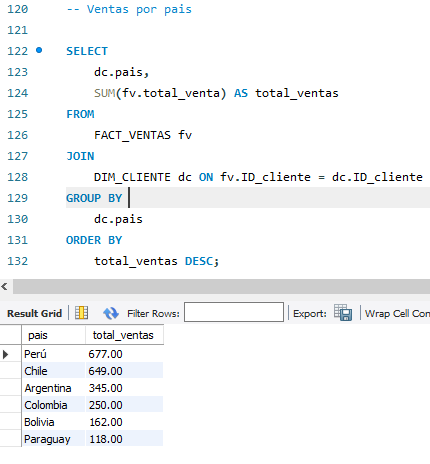 120 -- Ventas por pais
121
122 SELECT
123 dc.pais,
124 SUM(fv.total_venta) AS total_ventas
125 FROM
126 FACT_VENTAS fv
127 JOIN
128 DIM_CLIENTE dc ON fv.ID_cliente = dc.ID_cliente
129 GROUP BY
130 dc.pais
131 ORDER BY
132 total_ventas DESC;
Result Grid Filter Rows: Export: Wrap Cell Con
pais total_ventas
Perú 677.00
Chile 649.00
Argentina 345.00
Colombia 250.00
Bolivia 162.00
Paraguay 118.00